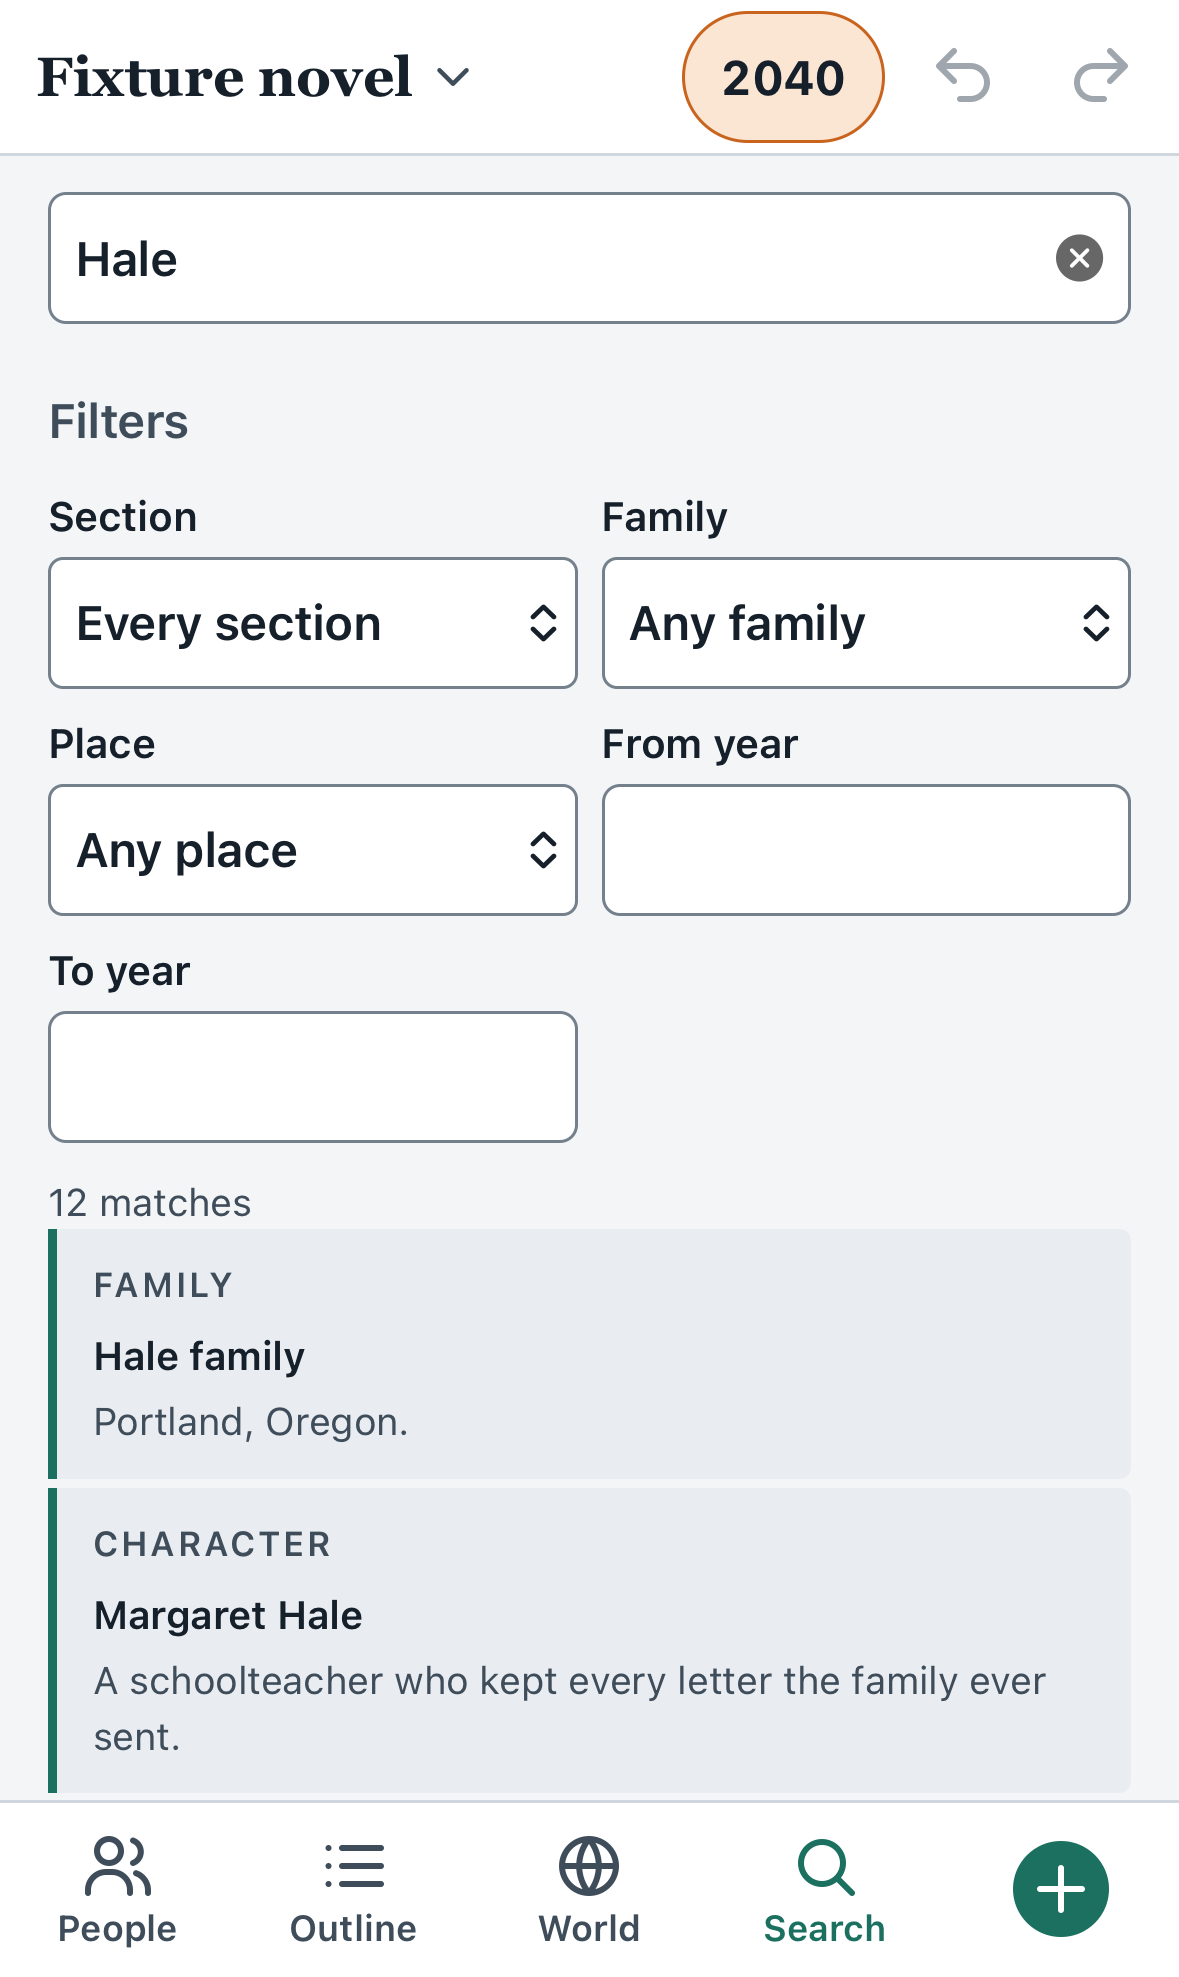 Fixture novel
2040
Hale
Filters
Section
Family
Every section
Any family
Place
From year
Any place
To year
12 matches
FAMILY
Hale family
Portland, Oregon.
CHARACTER
Margaret Hale
A schoolteacher who kept every letter the family ever
sent.
People
Outline
World
Search